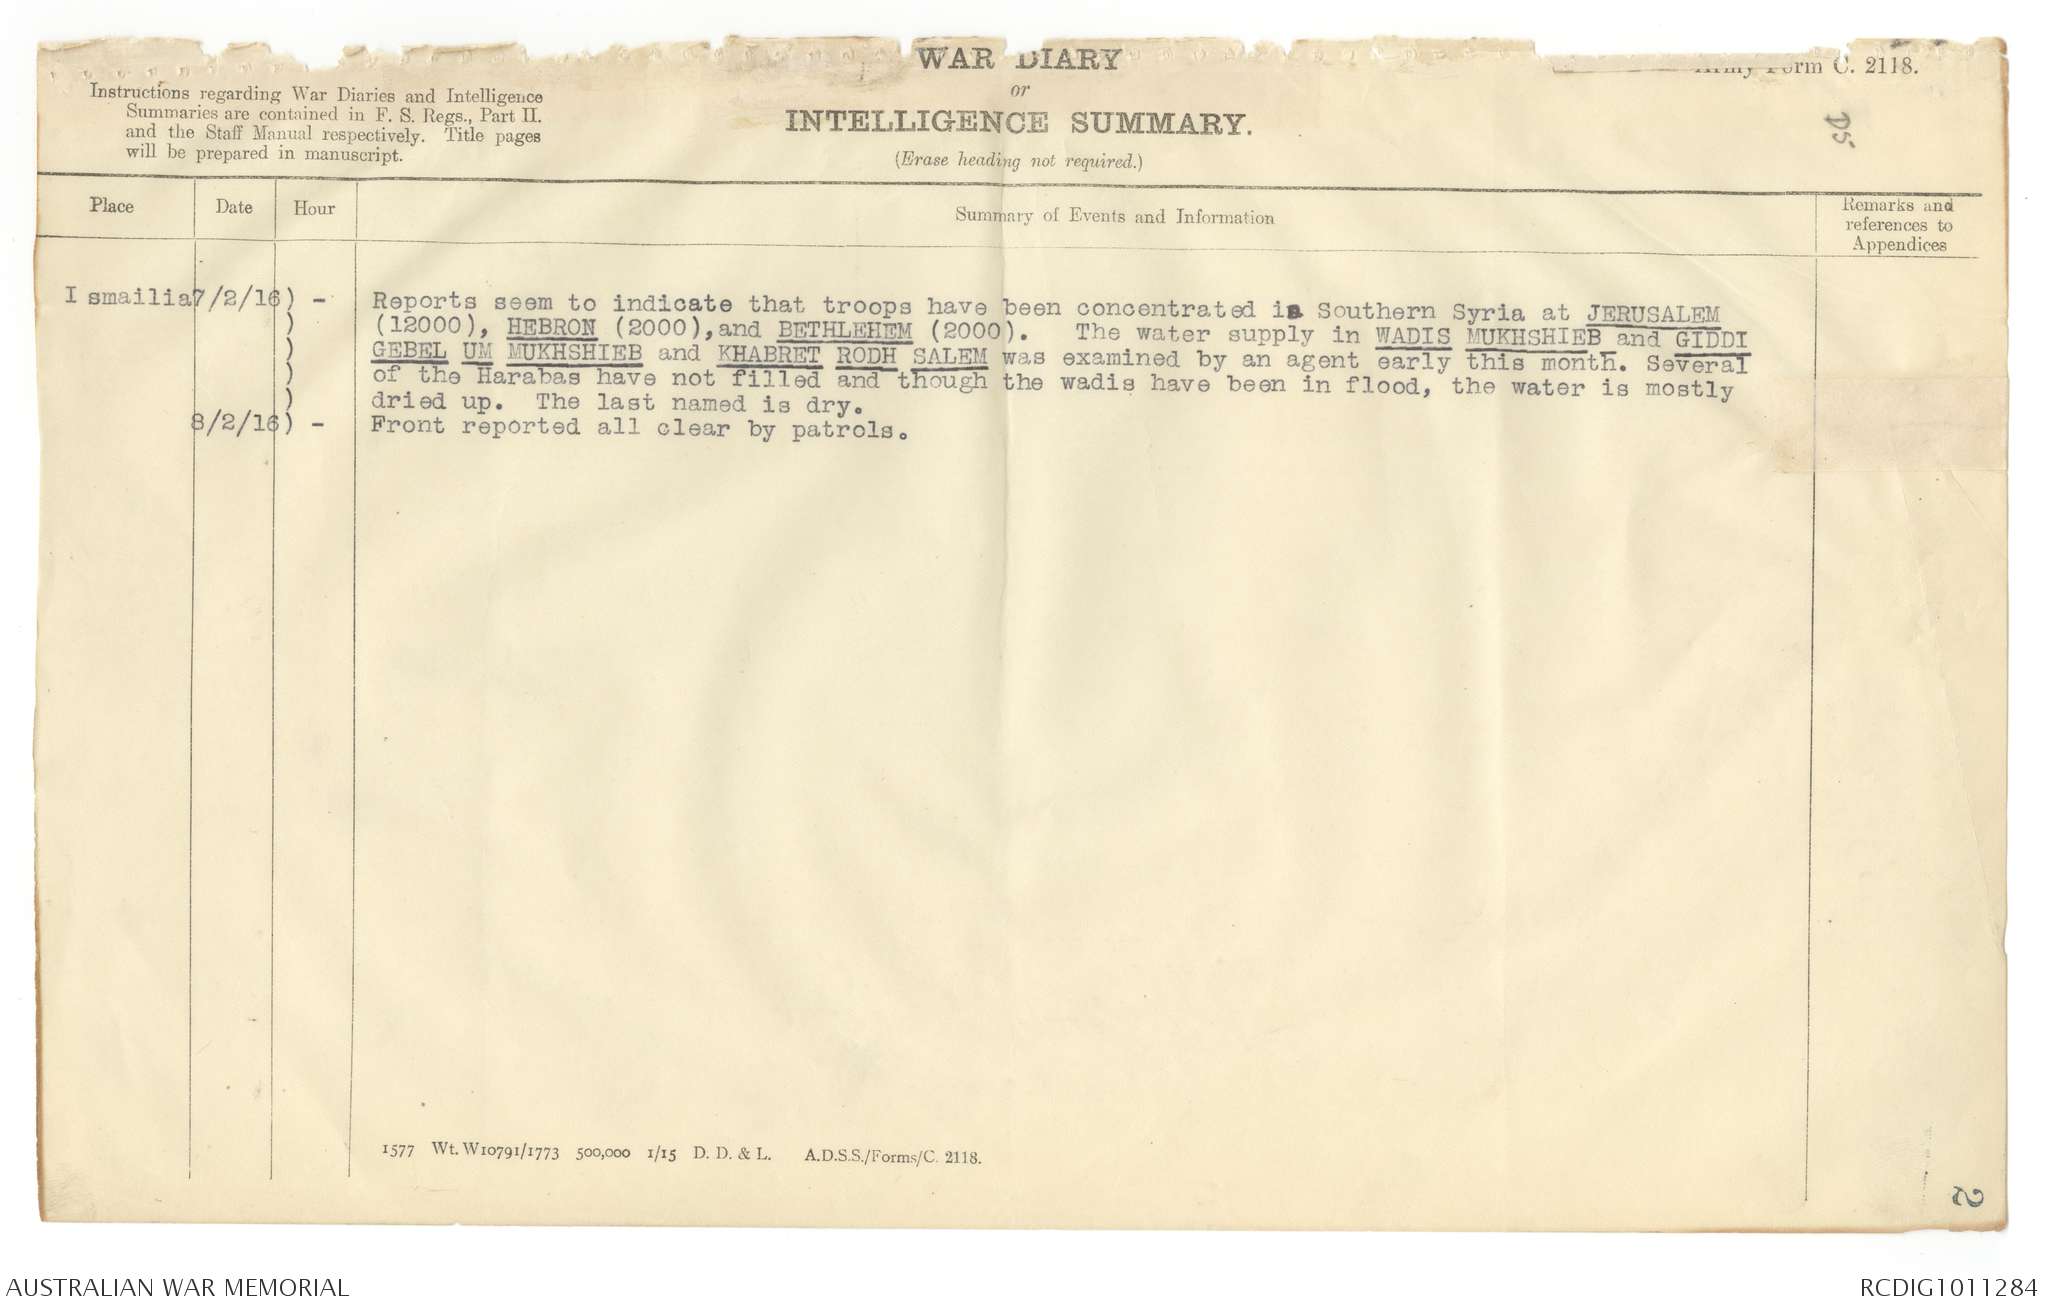 WAR DIARY
or
INTELLIGENCE SUMMARY.
(Erase heading not required.)
Army Form C. 2118.
Instructions regarding War Diaries and Intelligence
Summaries are contained in F. S. Regs., Part II.
and the Staff Manual respectively. Title pages
will be prepared in manuscript.
Place
Date
Hour
Summary of Events and Information
Remarks and
references to
Appendices
I smailia 7/2/16) - Reports seem to indicate that troops have been concentrated in Southern Syria at JERUSALEM
) (12000), HEBRON (2000), and BETHLEHEM (2000). The water supply in WADIS MUKHSHIEB and GIDDI
) GEBEL UM MUKHSHIEB and KHABRET RODH SALEM was examined by an agent early this month. Several
) of the Harabas have not filled and though the wadis have been in flood, the water is mostly
) dried up. The last named is dry.
8/2/16) - Front reported all clear by patrols.
1577 Wt. W10791/1773 500,000 1/15 D. D. & L. A.D.S.S./Forms/C. 2118.
AUSTRALIAN WAR MEMORIAL
RCDIG1011284